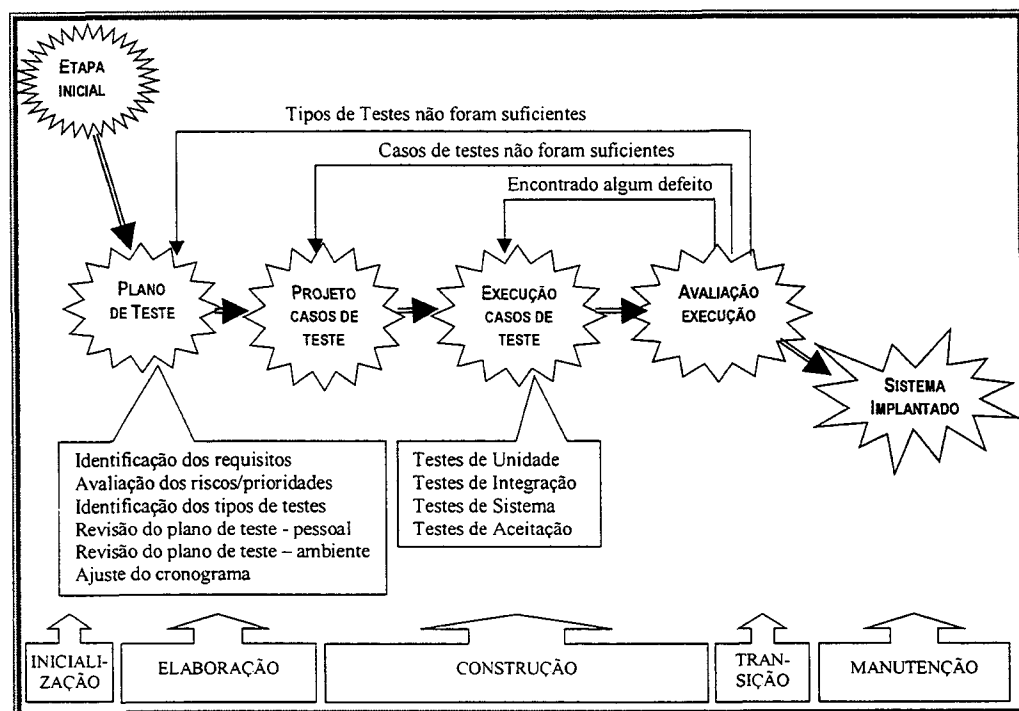 ETAPA
INICIAL
Tipos de Testes não foram suficientes
Casos de testes não foram suficientes
Encontrado algum defeito
PLANO
DE TESTE
PROJETO
CASOS DE
TESTE
EXECUÇÃO
CASOS DE
TESTE
AVALIAÇÃO
EXECUÇÃO
SISTEMA
IMPLANTADO
Identificação dos requisitos
Avaliação dos riscos/prioridades
Identificação dos tipos de testes
Revisão do plano de teste - pessoal
Revisão do plano de teste – ambiente
Ajuste do cronograma
Testes de Unidade
Testes de Integração
Testes de Sistema
Testes de Aceitação
INICIALI-
ZAÇÃO
ELABORAÇÃO
CONSTRUÇÃO
TRAN-
SIÇÃO
MANUTENÇÃO